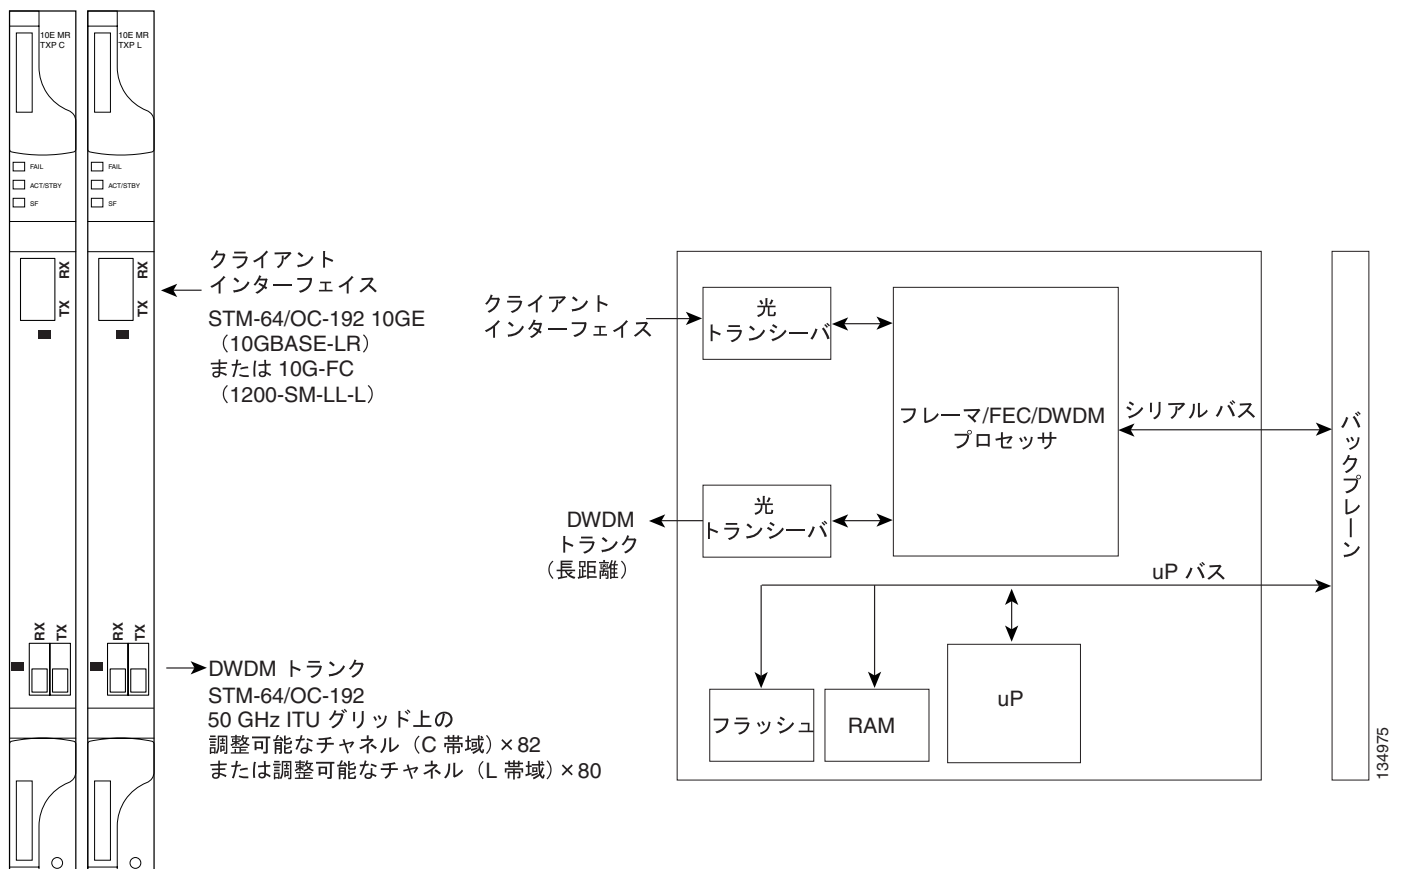 10E MR
TXP C
10E MR
TXP L
FAIL
ACT/STBY
SF
FAIL
ACT/STBY
SF
RX
TX
RX
TX
クライアント
インターフェイス
STM-64/OC-192 10GE
（10GBASE-LR）
または 10G-FC
（1200-SM-LL-L）
RX
TX
RX
TX
DWDM トランク
STM-64/OC-192
50 GHz ITU グリッド上の
調整可能なチャネル（C 帯域）×82
または調整可能なチャネル（L 帯域）×80
クライアント
インターフェイス
光
トランシーバ
フレーマ/FEC/DWDM
プロセッサ
シリアル バス
バックプレーン
DWDM
トランク
（長距離）
光
トランシーバ
uP バス
フラッシュ
RAM
uP
134975